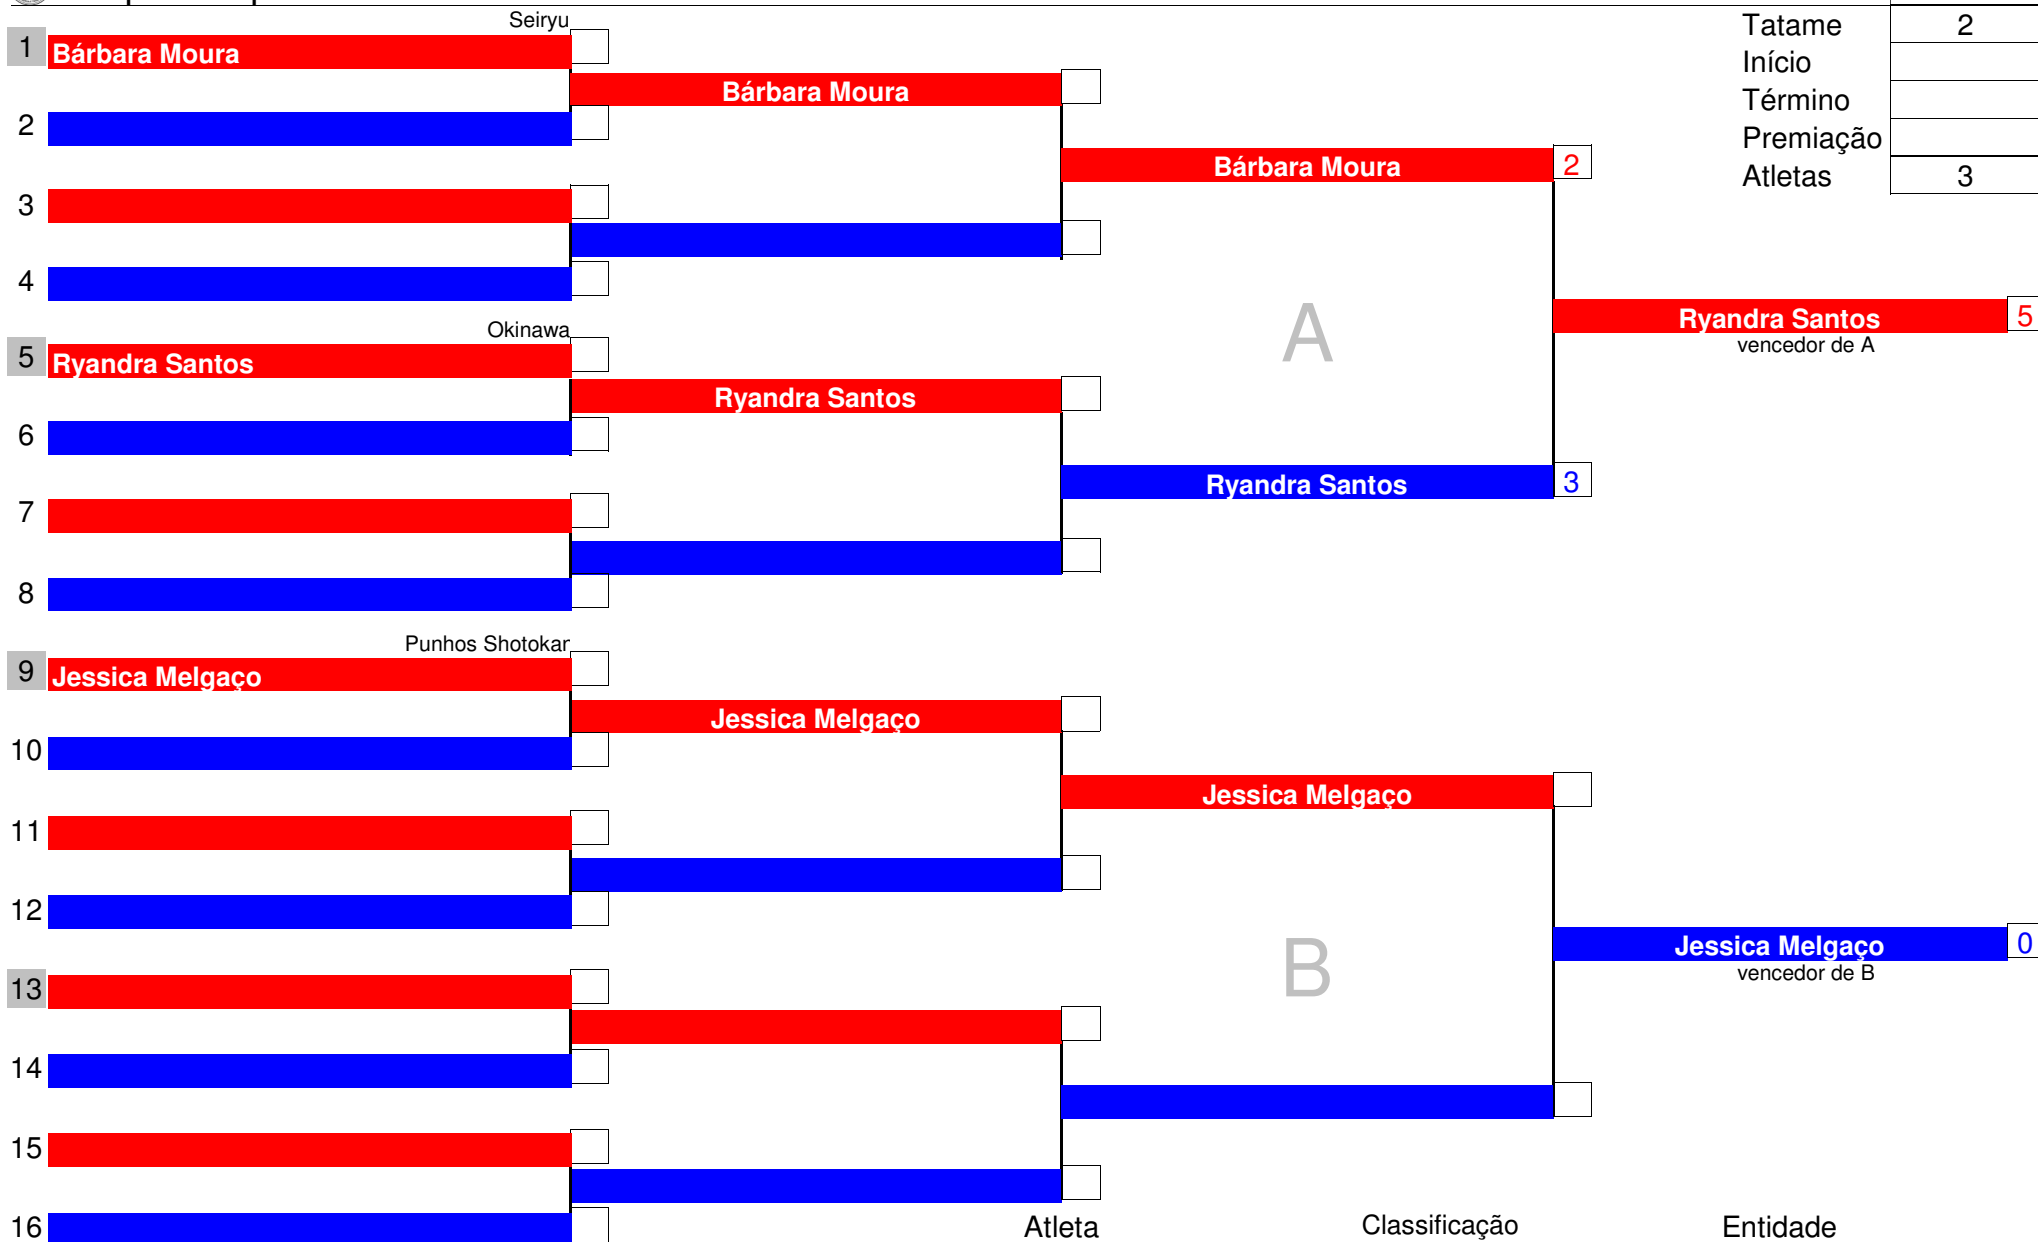 Seiryu
Tatame 2
1 Bárbara Moura
Início
Bárbara Moura
Término
2
Premiação
Bárbara Moura 2
Atletas 3
3
4
Ryandra Santos 5
vencedor de A
A
Okinawa
5 Ryandra Santos
Ryandra Santos
6
Ryandra Santos 3
7
8
Punhos Shotokan
9 Jessica Melgaço
Jessica Melgaço
10
Jessica Melgaço
11
12
Jessica Melgaço 0
vencedor de B
B
13
14
15
16
Atleta Classificação Entidade